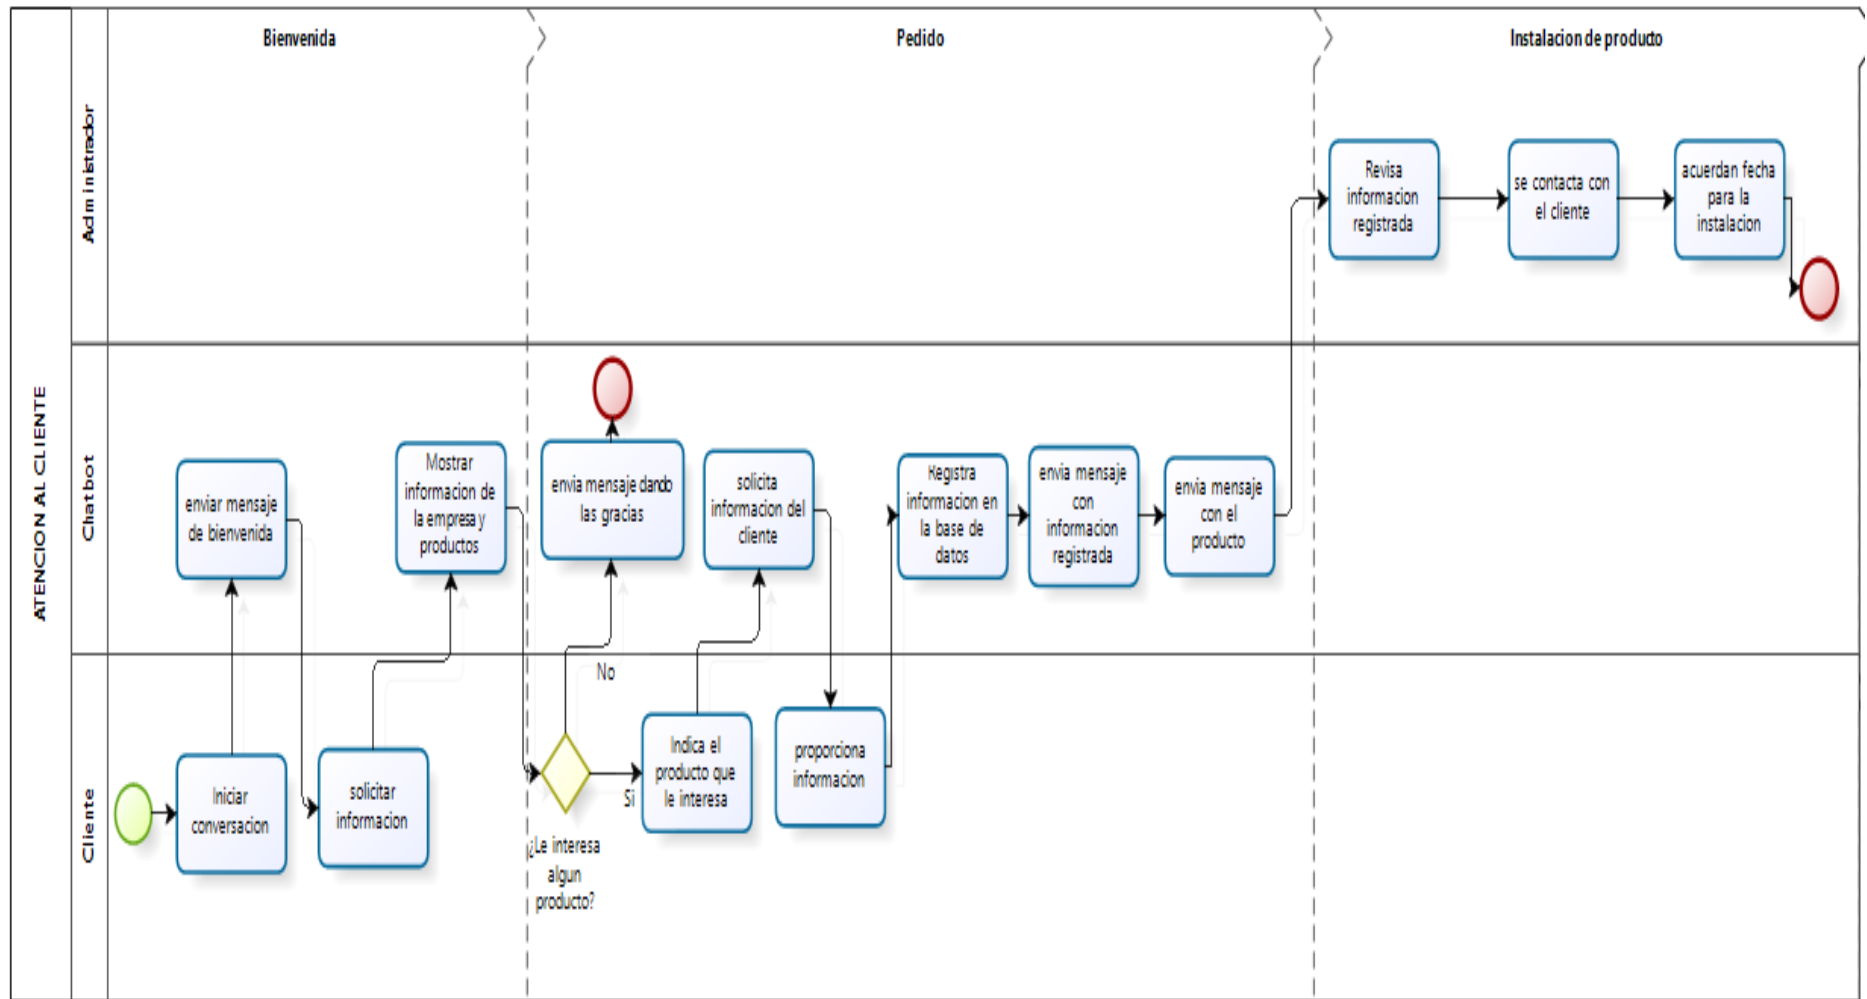 Bienvenida
Pedido
Instalacion de producto
ATENCION AL CLIENTE
Administrador
Revisa
informacion
registrada
se contacta con
el cliente
acuerdan fecha
para la
instalacion
Chatbot
enviar mensaje
de bienvenida
Mostrar
informacion de
la empresa y
productos
envia mensaje dando
las gracias
solicita
informacion del
cliente
Registra
informacion en
la base de
datos
envia mensaje
con
informacion
registrada
envia mensaje
con el
producto
Cliente
Iniciar
conversacion
solicitar
informacion
No
Si
¿Le interesa
algun
producto?
Indica el
producto que
le interesa
proporciona
informacion